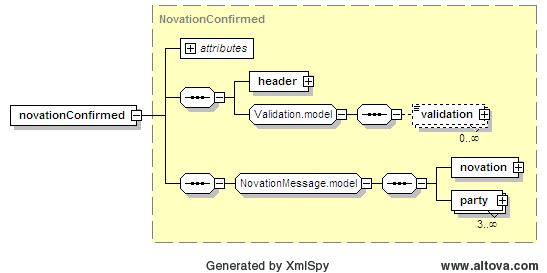 NovationConfirmed
attributes
header
novationConfirmed
Validation.model
validation
0..∞
novation
NovationMessage.model
party
3..∞
Generated by XmlSpy
www.altova.com